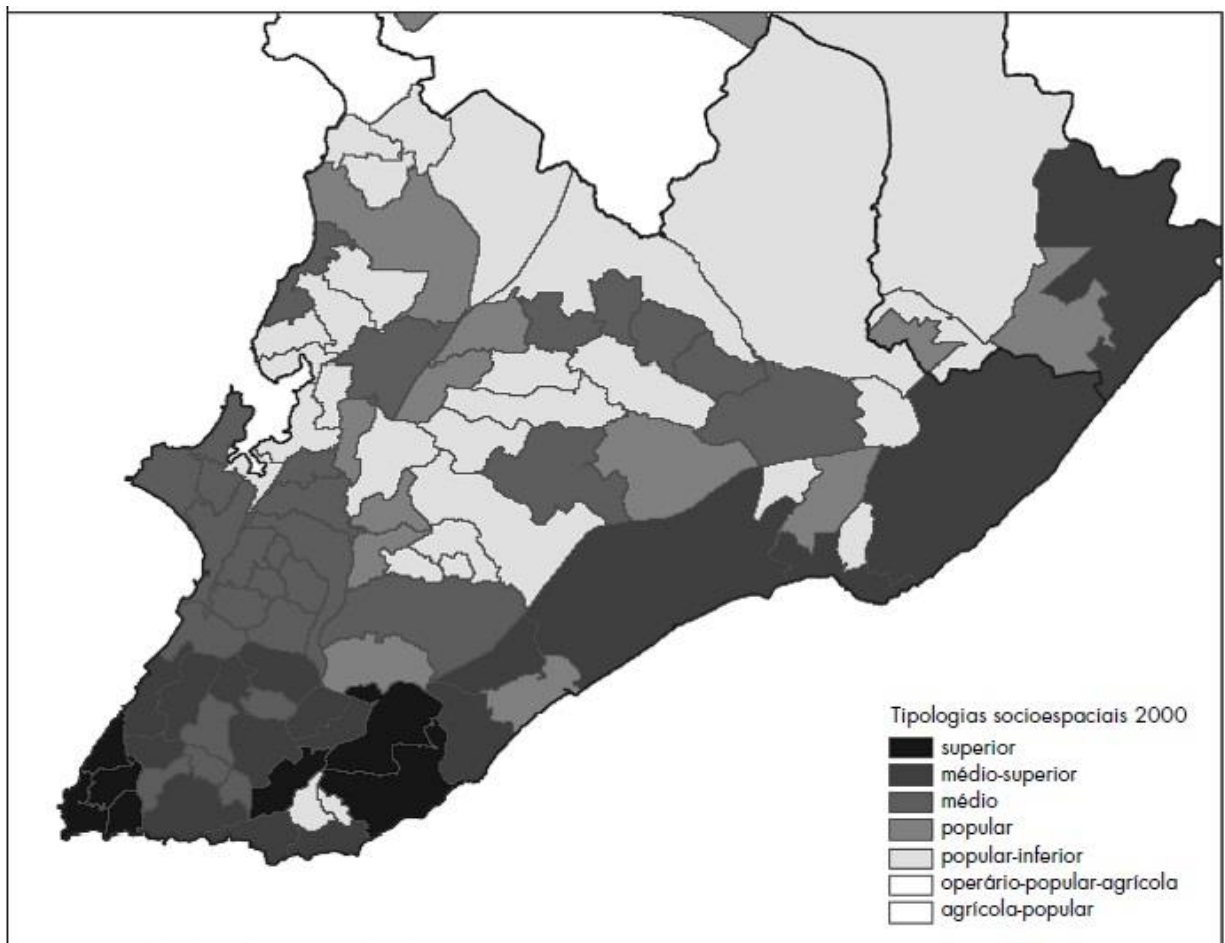 Tipologias socioespaciais 2000
superior
médio-superior
médio
popular
popular-inferior
operário-popular-agrícola
agrícola-popular